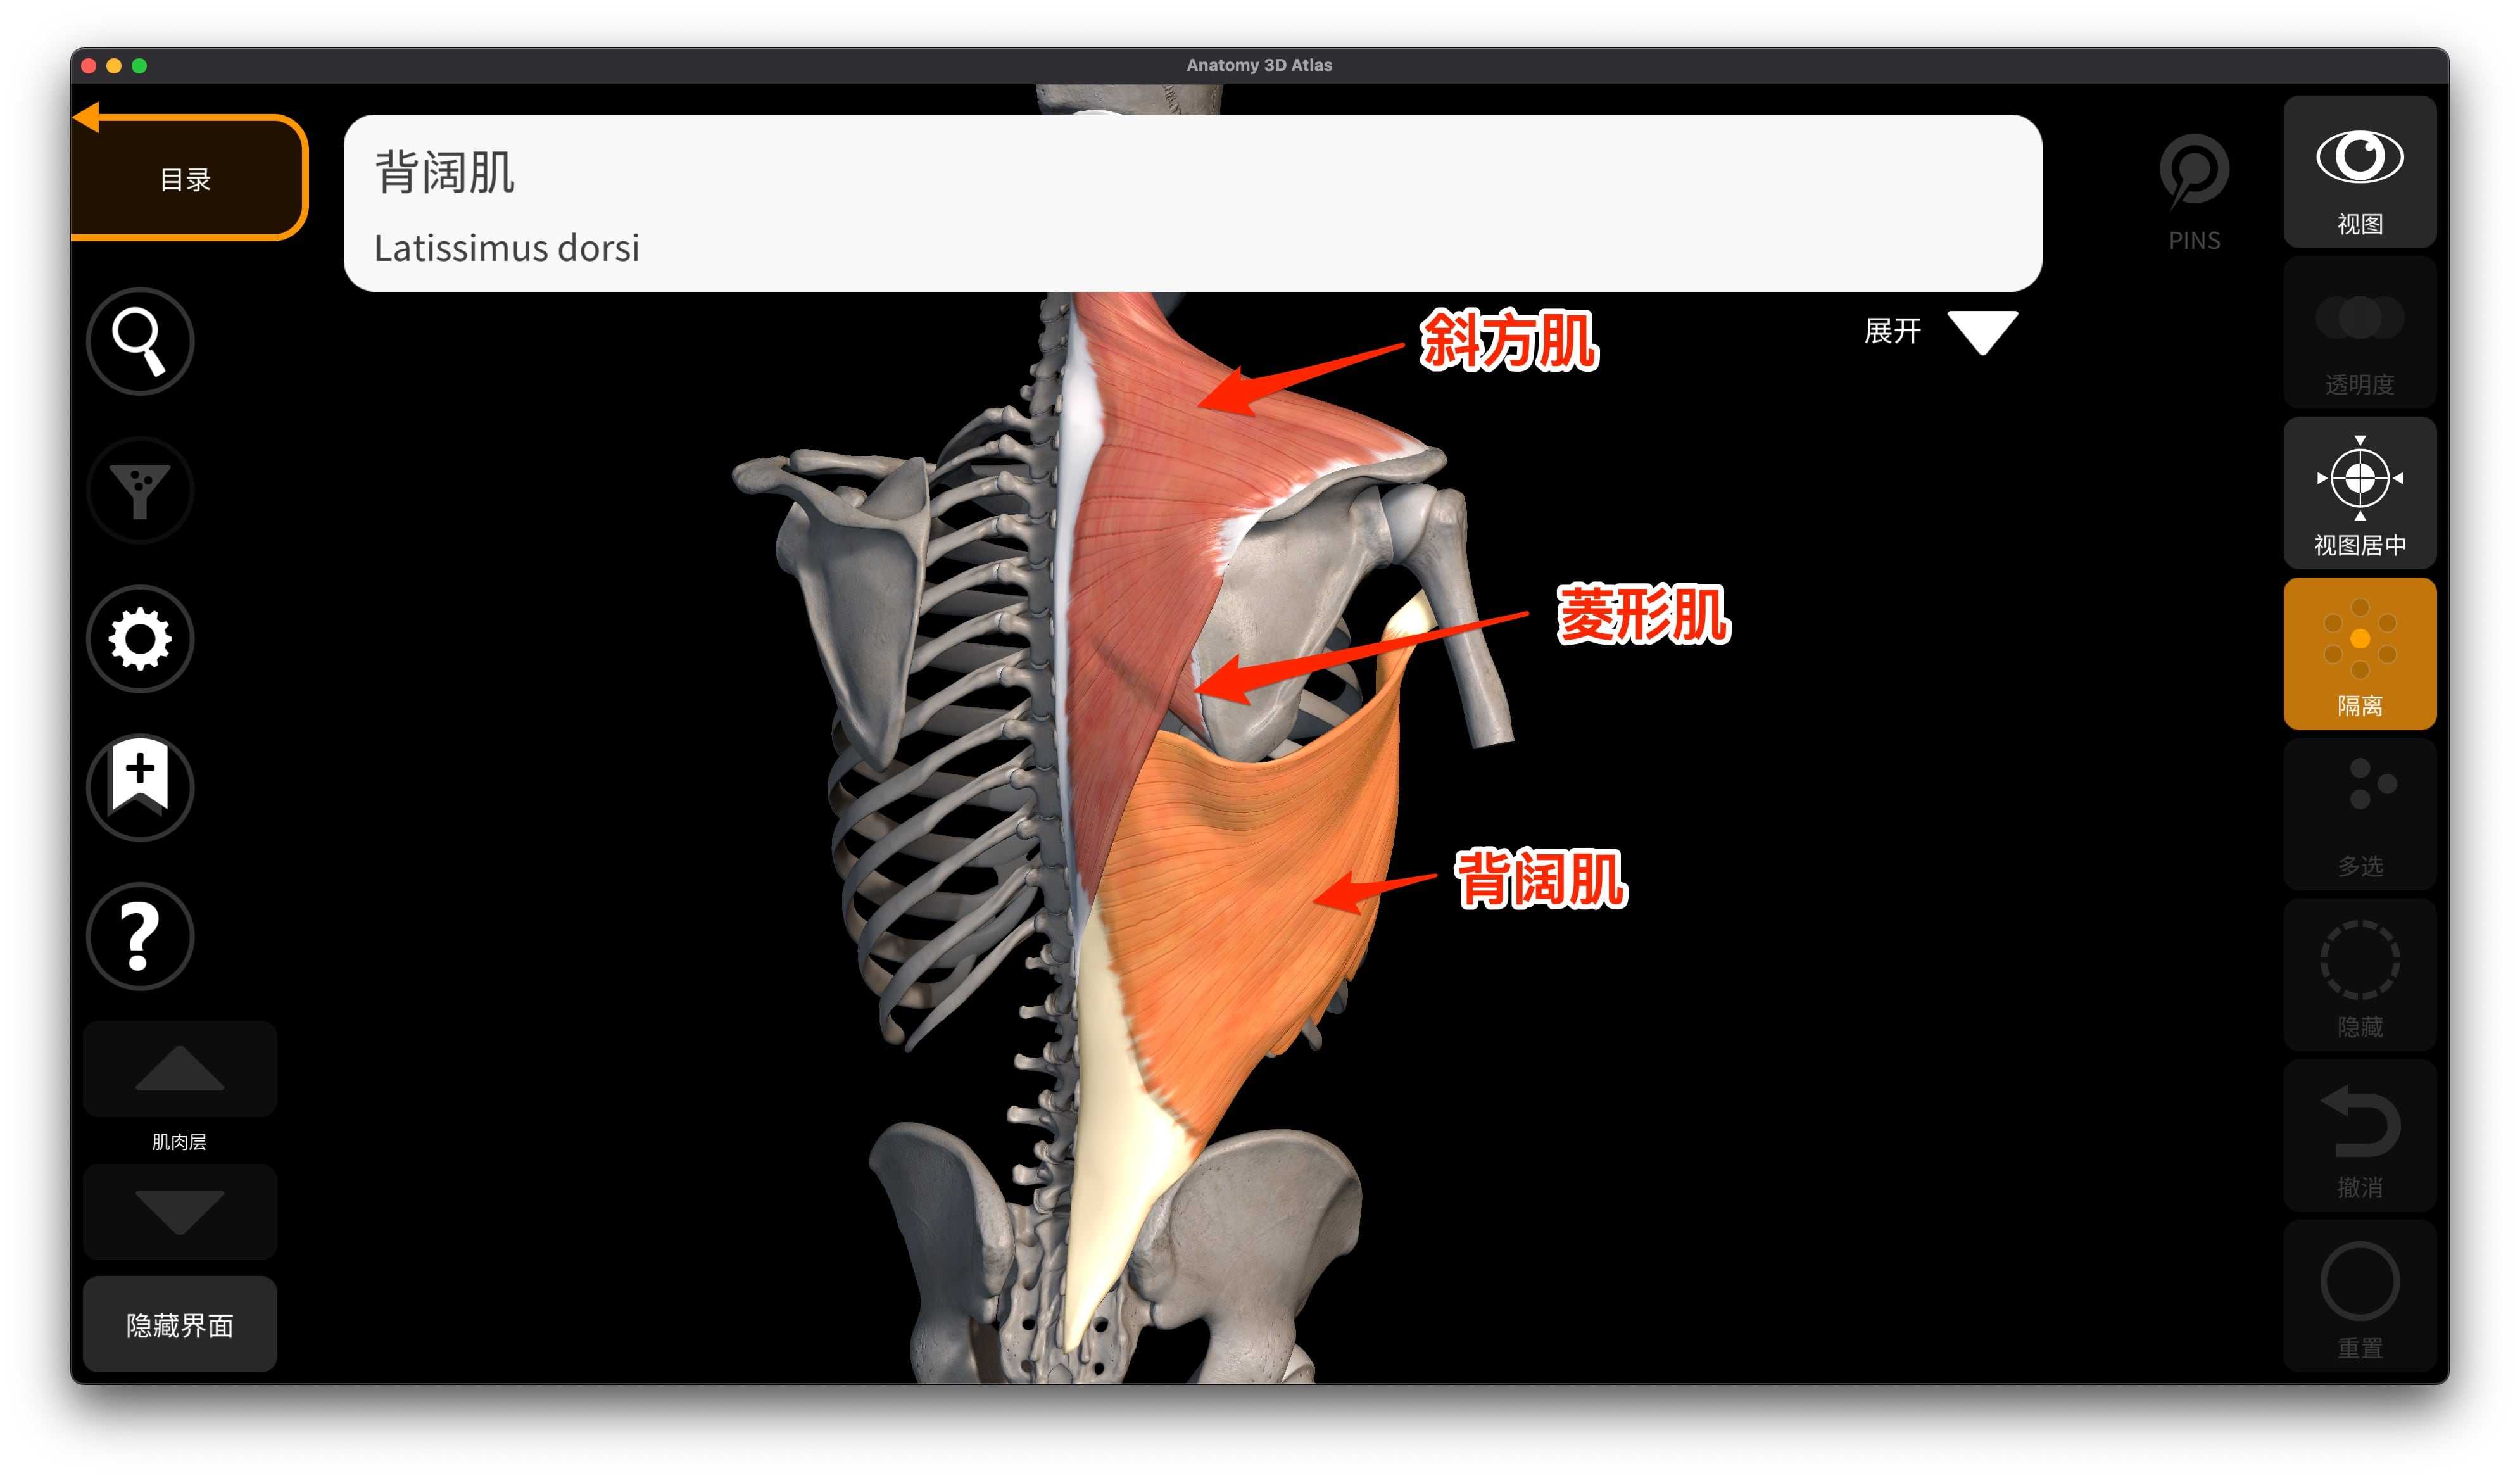 Anatomy 3D Atlas
目录
背阔肌
Latissimus dorsi
PINS
视图
展开
斜方肌
透明度
视图居中
菱形肌
隔离
背阔肌
多选
隐藏
肌肉层
撤消
隐藏界面
重置